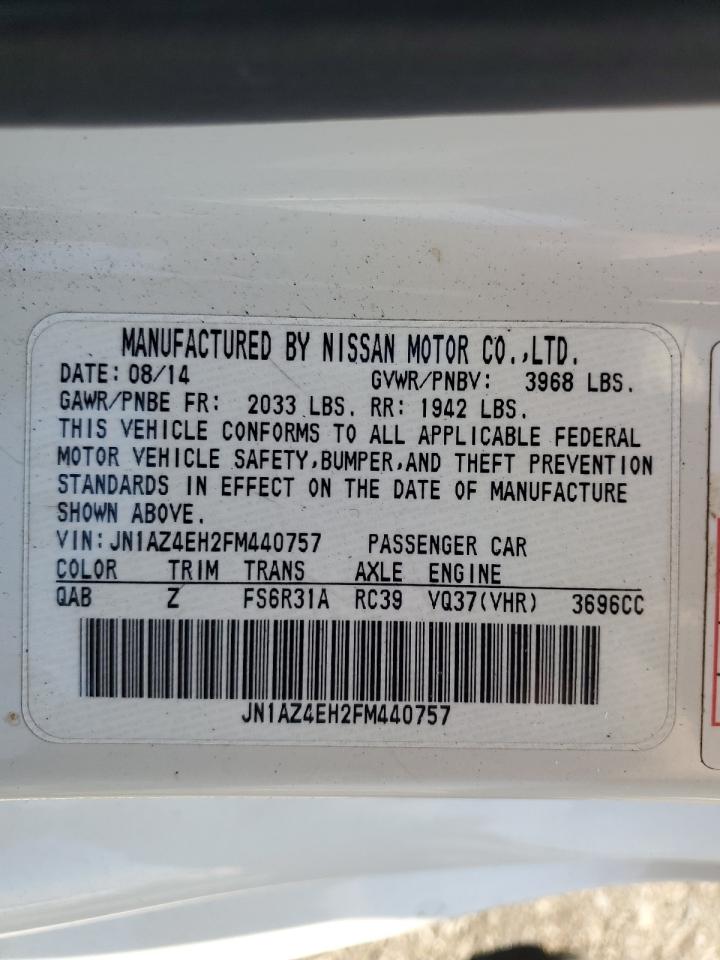 MANUFACTURED BY NISSAN MOTOR CO.,LTD.
DATE: 08/14 GVWR/PNBV: 3968 LBS.
GAWR/PNBE FR: 2033 LBS. RR: 1942 LBS.
THIS VEHICLE CONFORMS TO ALL APPLICABLE FEDERAL
MOTOR VEHICLE SAFETY,BUMPER,AND THEFT PREVENTION
STANDARDS IN EFFECT ON THE DATE OF MANUFACTURE
SHOWN ABOVE.
VIN: JN1AZ4EH2FM440757 PASSENGER CAR
COLOR TRIM TRANS AXLE ENGINE
QAB Z FS6R31A RC39 VQ37(VHR) 3696CC
JN1AZ4EH2FM440757